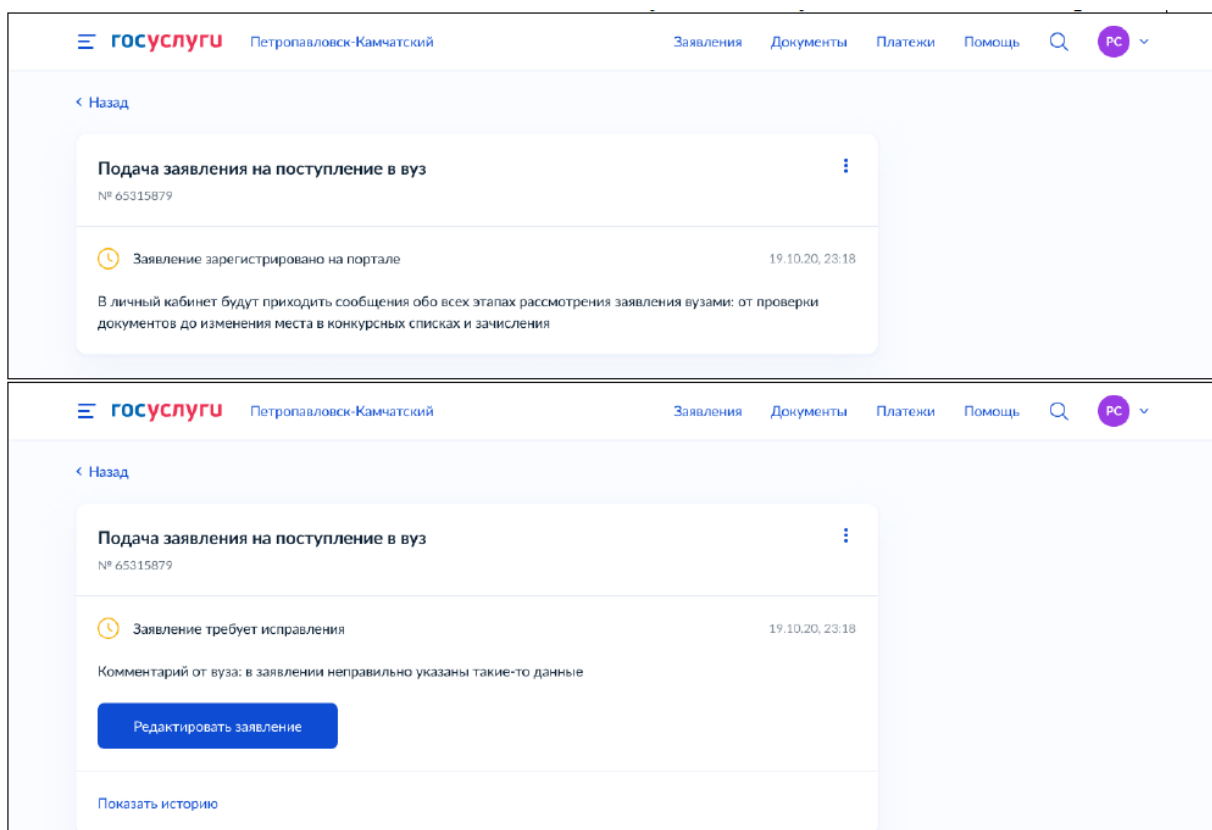 госуслуги Петропавловск-Камчатский Заявления Документы Платежи Помощь РС
Назад
Подача заявления на поступление в вуз
№ 65315879
Заявление зарегистрировано на портале 19.10.20, 23:18
В личный кабинет будут приходить сообщения обо всех этапах рассмотрения заявления вузами: от проверки
документов до изменения места в конкурсных списках и зачисления
госуслуги Петропавловск-Камчатский Заявления Документы Платежи Помощь РС
Назад
Подача заявления на поступление в вуз
№ 65315879
Заявление требует исправления 19.10.20, 23:18
Комментарий от вуза: в заявлении неправильно указаны такие-то данные
Редактировать заявление
Показать историю